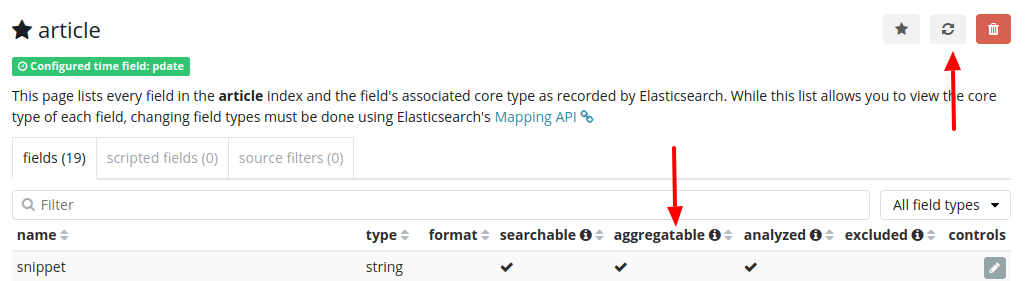 article
Configured time field: pdate
This page lists every field in the article index and the field's associated core type as recorded by Elasticsearch. While this list allows you to view the core
type of each field, changing field types must be done using Elasticsearch's Mapping API
fields (19) scripted fields (0) source filters (0)
Filter All field types
name type format searchable aggregatable analyzed excluded controls
snippet string